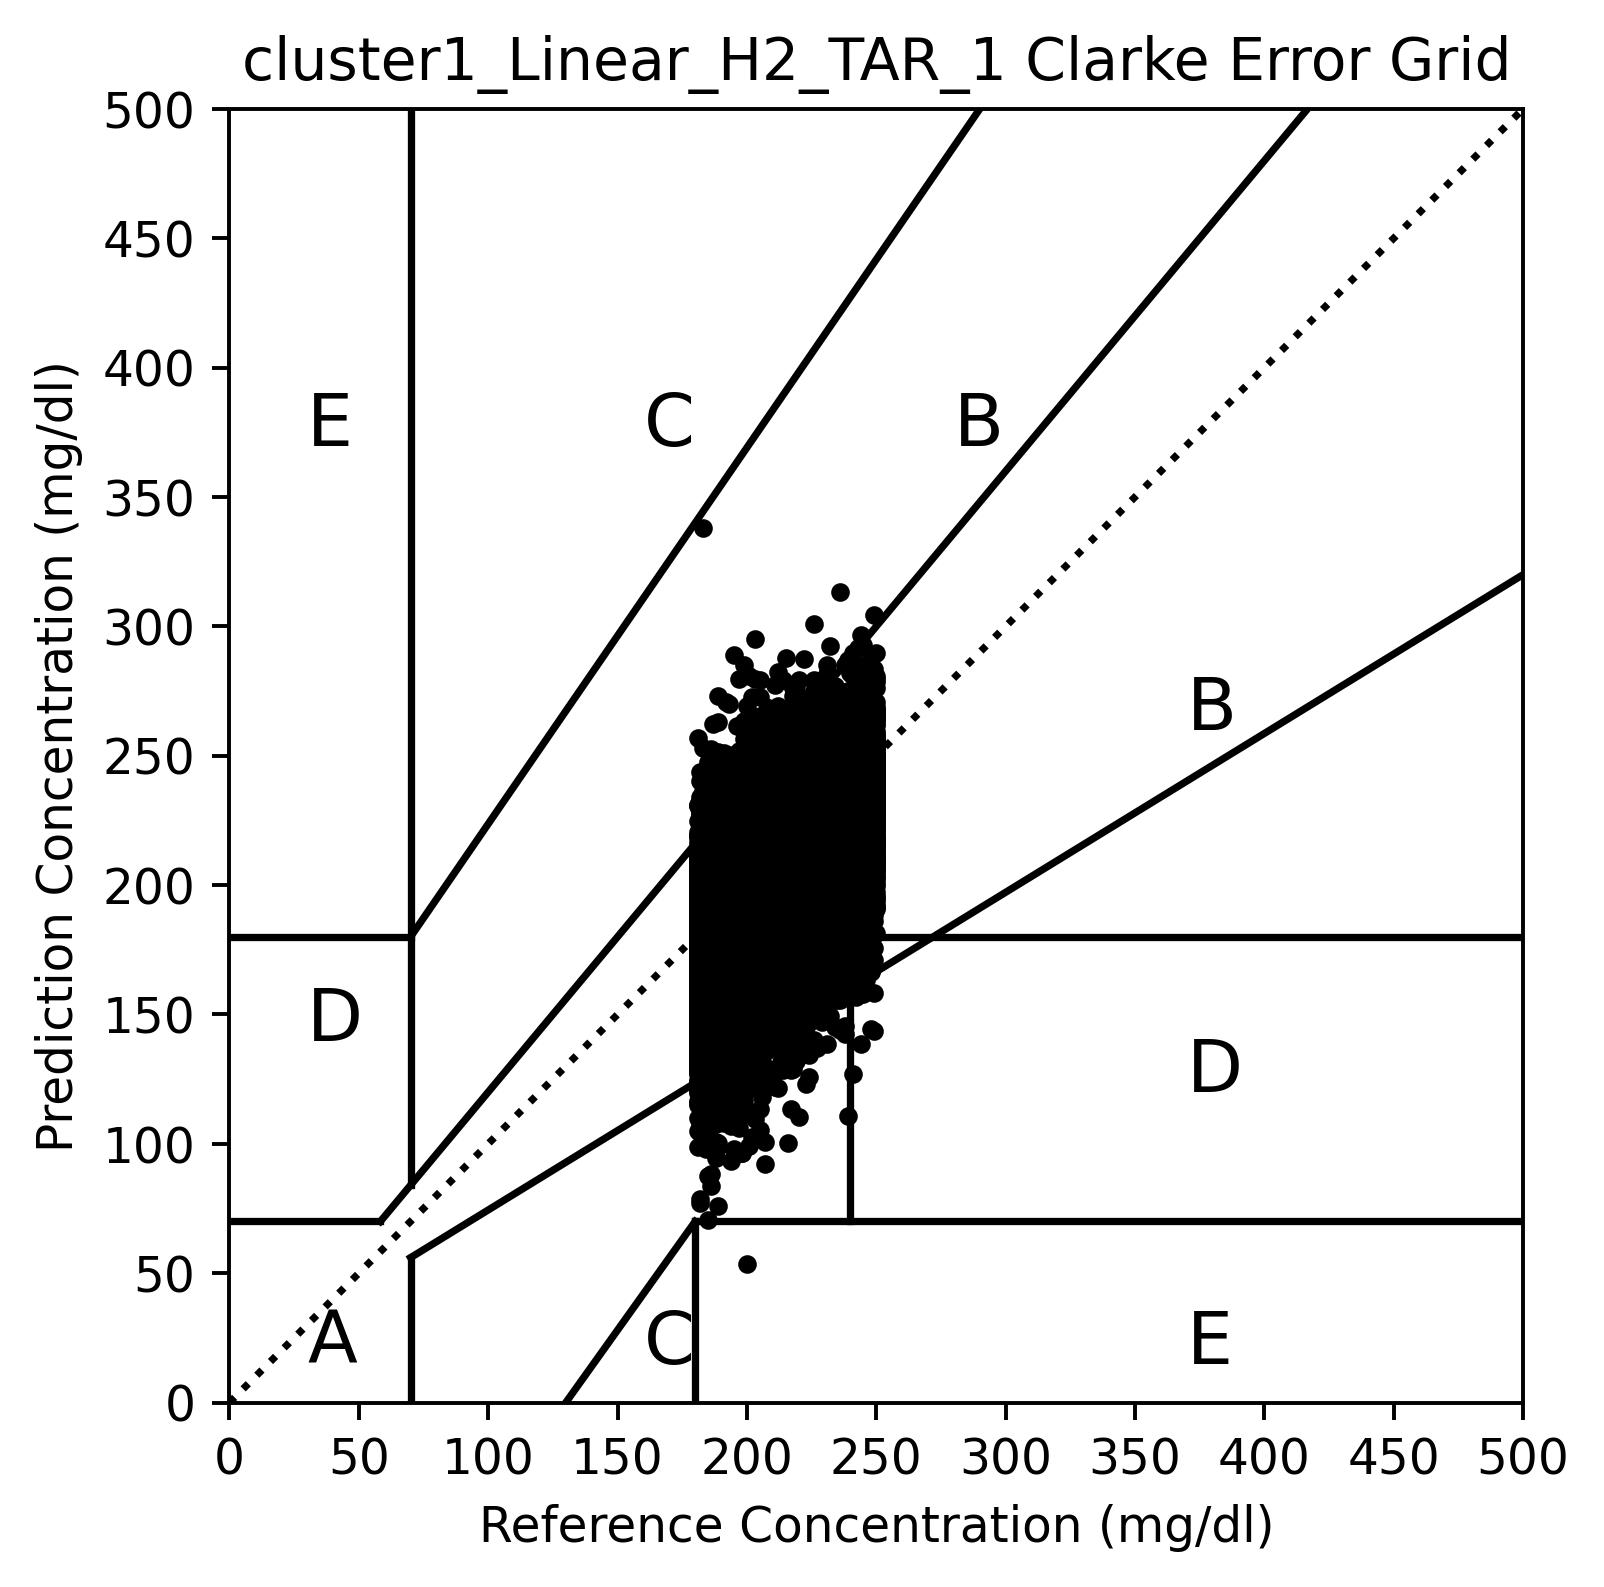 cluster1_Linear_H2_TAR_1 Clarke Error Grid
500
450
400
350
300
250
200
150
100
50
0
Prediction Concentration (mg/dl)
E
C
B
B
D
D
A
C
E
0 50 100 150 200 250 300 350 400 450 500
Reference Concentration (mg/dl)